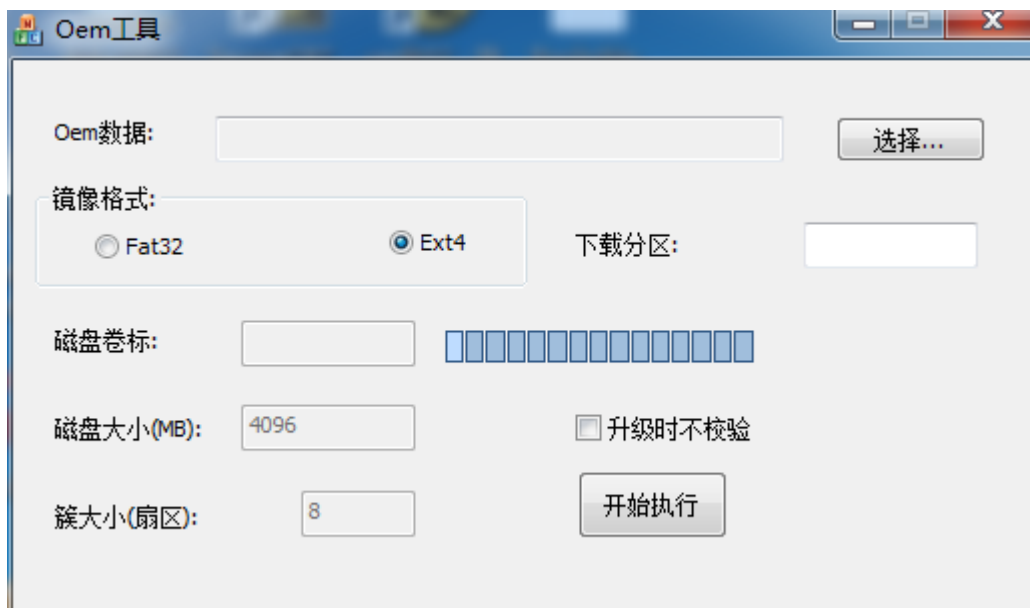 Oem工具
Oem数据:
选择...
镜像格式:
Fat32
Ext4
下载分区:
磁盘卷标:
磁盘大小(MB):
4096
升级时不校验
簇大小(扇区):
8
开始执行